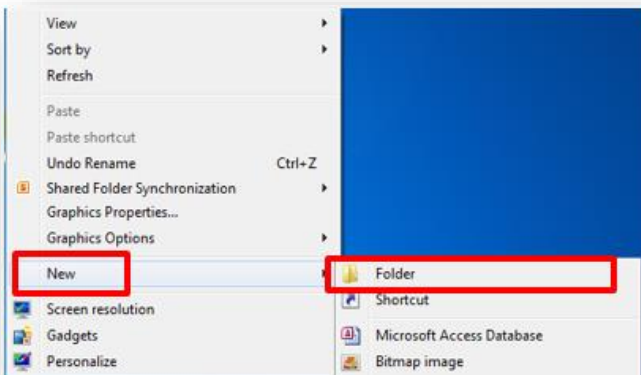 View
Sort by
Refresh
Paste
Paste shortcut
Undo Rename Ctrl+Z
Shared Folder Synchronization
Graphics Properties...
Graphics Options
New
Folder
Shortcut
Screen resolution
Gadgets
Microsoft Access Database
Personalize
Bitmap image